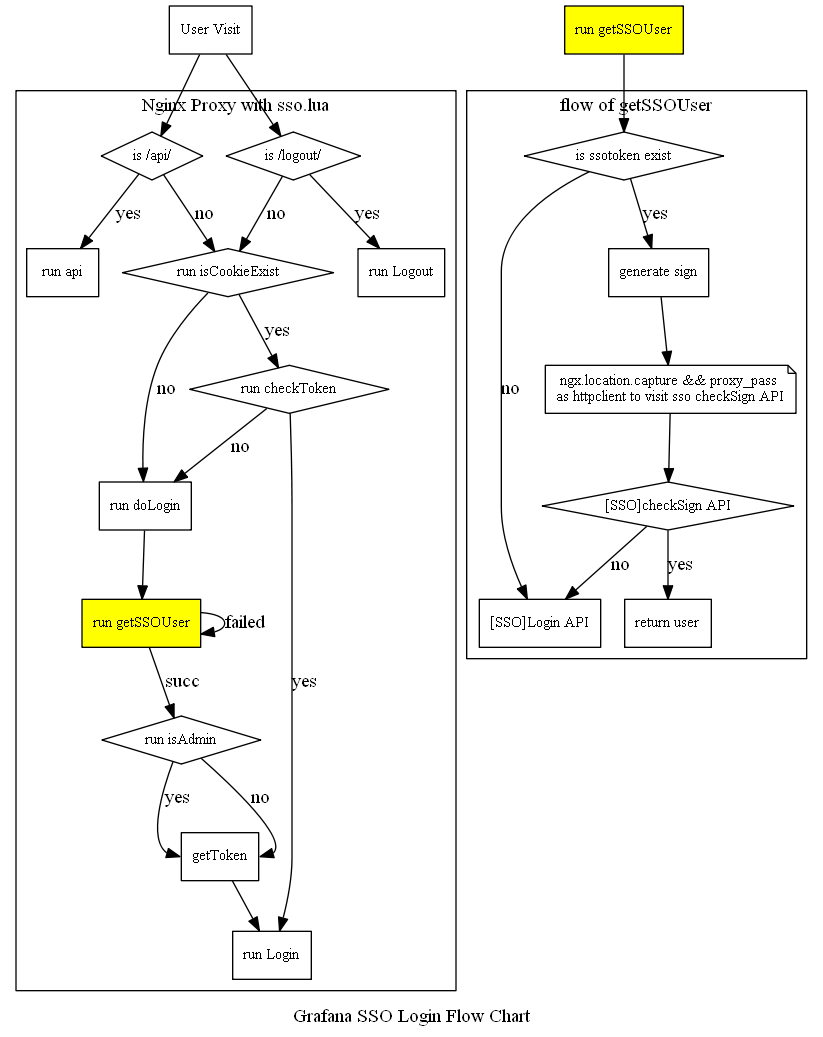 User Visit
run getSSOUser
Nginx Proxy with sso.lua
flow of getSSOUser
is /api/
is /logout/
is ssotoken exist
yes
no
no
yes
yes
run api
run isCookieExist
run Logout
generate sign
yes
no
run checkToken
no
ngx.location.capture && proxy_pass
as httpclient to visit sso checkSign API
no
run doLogin
[SSO]checkSign API
no
yes
run getSSOUser
failed
[SSO]Login API
return user
succ
yes
run isAdmin
yes
no
getToken
run Login
Grafana SSO Login Flow Chart